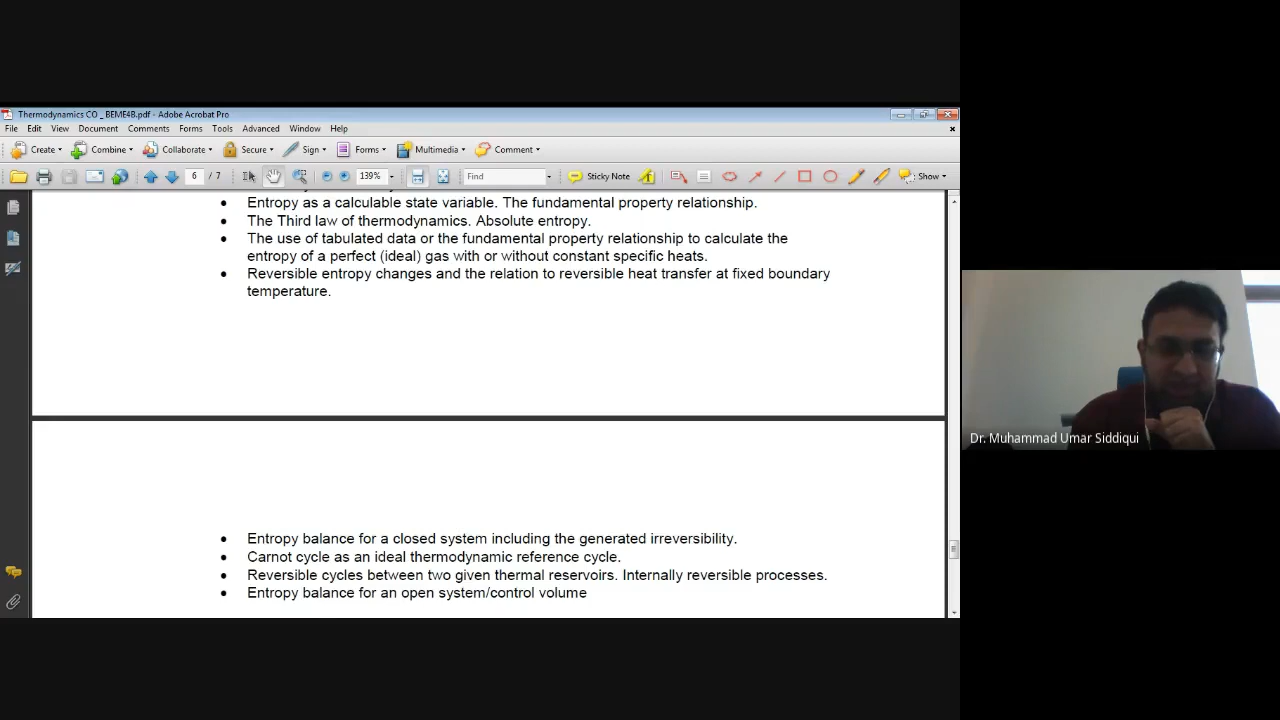 Thermodynamics CO _ BEME4B.pdf - Adobe Acrobat Pro
File Edit View Document Comments Forms Tools Advanced Window Help
Create Combine Collaborate Secure Sign Forms Multimedia Comment
6 / 7 139% Find Sticky Note Show
• Entropy as a calculable state variable. The fundamental property relationship.
• The Third law of thermodynamics. Absolute entropy.
• The use of tabulated data or the fundamental property relationship to calculate the
entropy of a perfect (ideal) gas with or without constant specific heats.
• Reversible entropy changes and the relation to reversible heat transfer at fixed boundary
temperature.
Dr. Muhammad Umar Siddiqui
• Entropy balance for a closed system including the generated irreversibility.
• Carnot cycle as an ideal thermodynamic reference cycle.
• Reversible cycles between two given thermal reservoirs. Internally reversible processes.
• Entropy balance for an open system/control volume